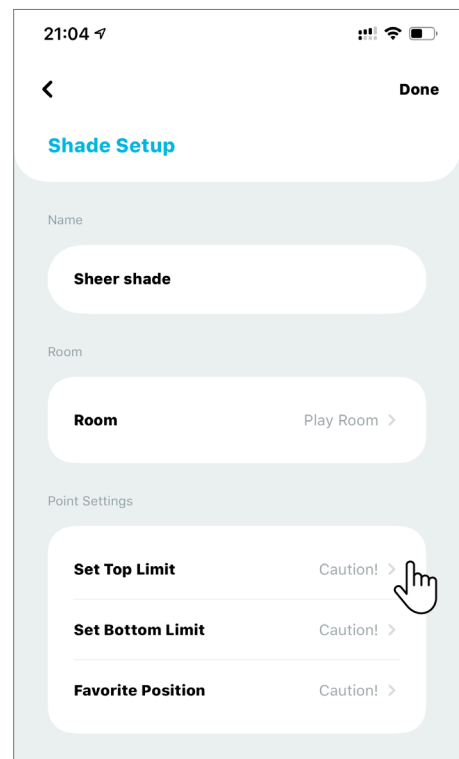 21:04
Done
Shade Setup
Name
Sheer shade
Room
Room Play Room
Point Settings
Set Top Limit Caution!
Set Bottom Limit Caution!
Favorite Position Caution!